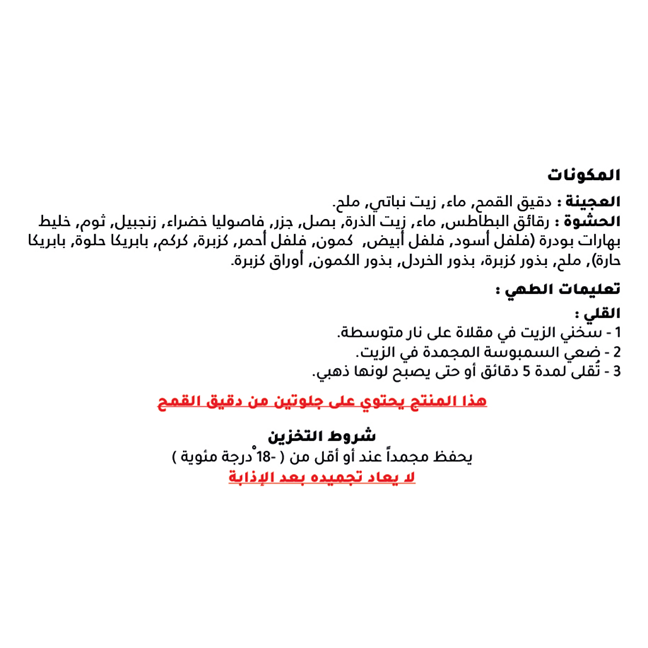 المكونات
العجينة : دقيق القمح, ماء, زيت نباتي, ملح.
الحشوة : رقائق البطاطس, ماء, زيت الذرة, بصل, جزر, فاصوليا خضراء, زنجبيل, ثوم, خليط
بهارات بودرة (فلفل أسود, فلفل أبيض, كمون, فلفل أحمر, كزبرة, كركم, بابريكا حلوة, بابريكا
حارة), ملح, بذور كزبرة، بذور الخردل, بذور الكمون, أوراق كزبرة.
تعليمات الطهي :
القلي :
1 - سخني الزيت في مقلاة على نار متوسطة.
2 - ضعي السمبوسة المجمدة في الزيت.
3 - تُقلى لمدة 5 دقائق أو حتى يصبح لونها ذهبي.
هذا المنتج يحتوي على جلوتين من دقيق القمح
شروط التخزين
يحفظ مجمداً عند أو أقل من ( -18 ْدرجة مئوية )
لا يعاد تجميده بعد الإذابة